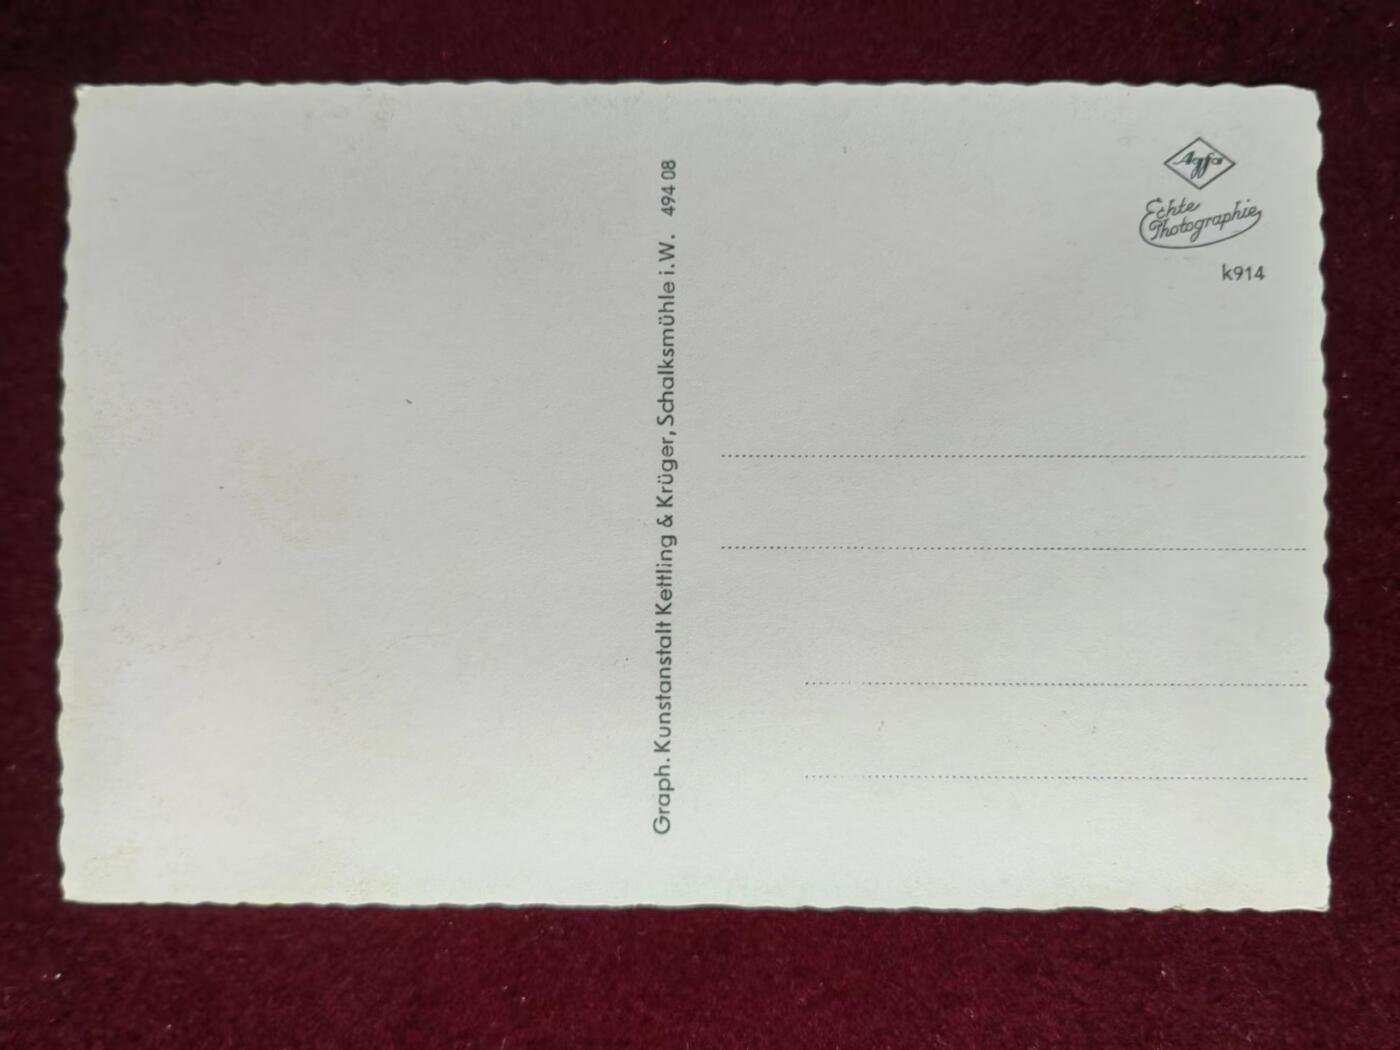 Graph. Kunstanstalt Kettling & Krüger, Schalksmühle i.W. 494 08
Agfa
Echte
Photographie
k914